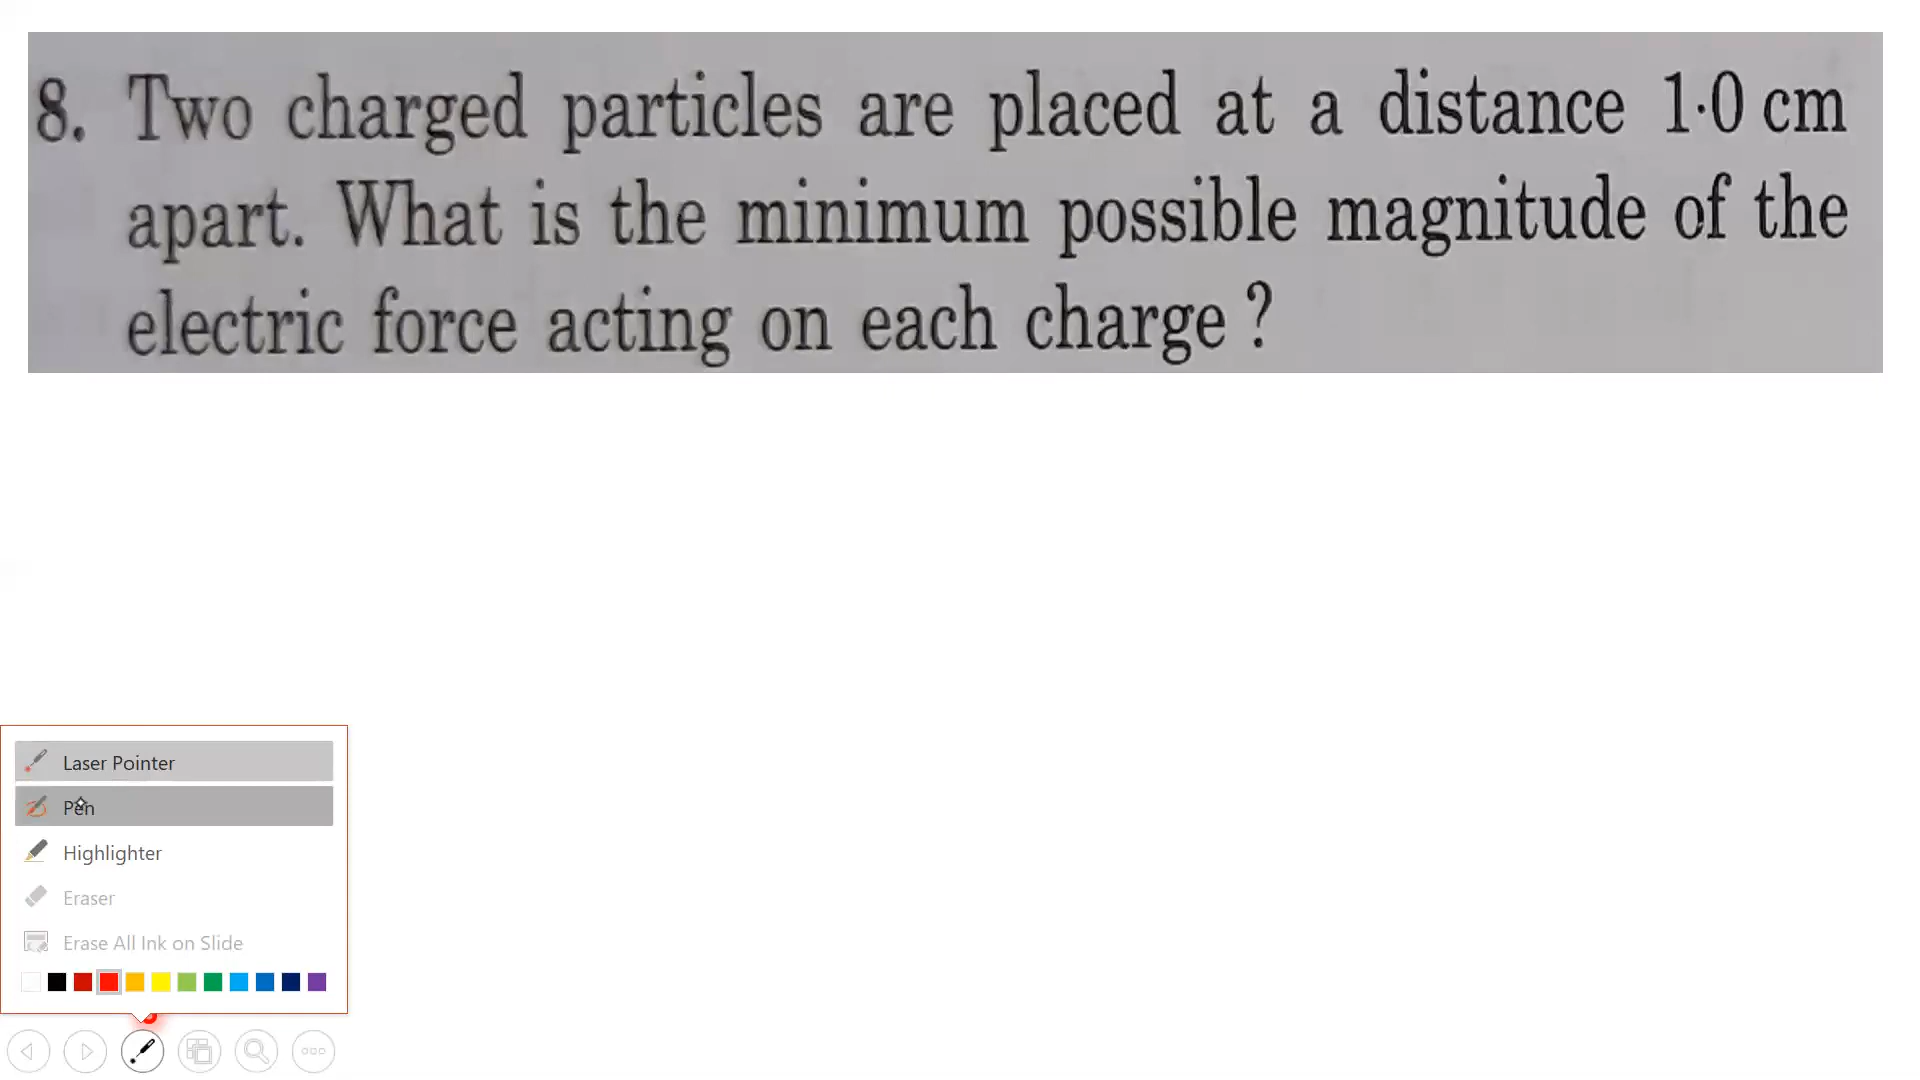 8. Two charged particles are placed at a distance 1·0 cm
apart. What is the minimum possible magnitude of the
electric force acting on each charge ?
Laser Pointer
Pen
Highlighter
Eraser
Erase All Ink on Slide